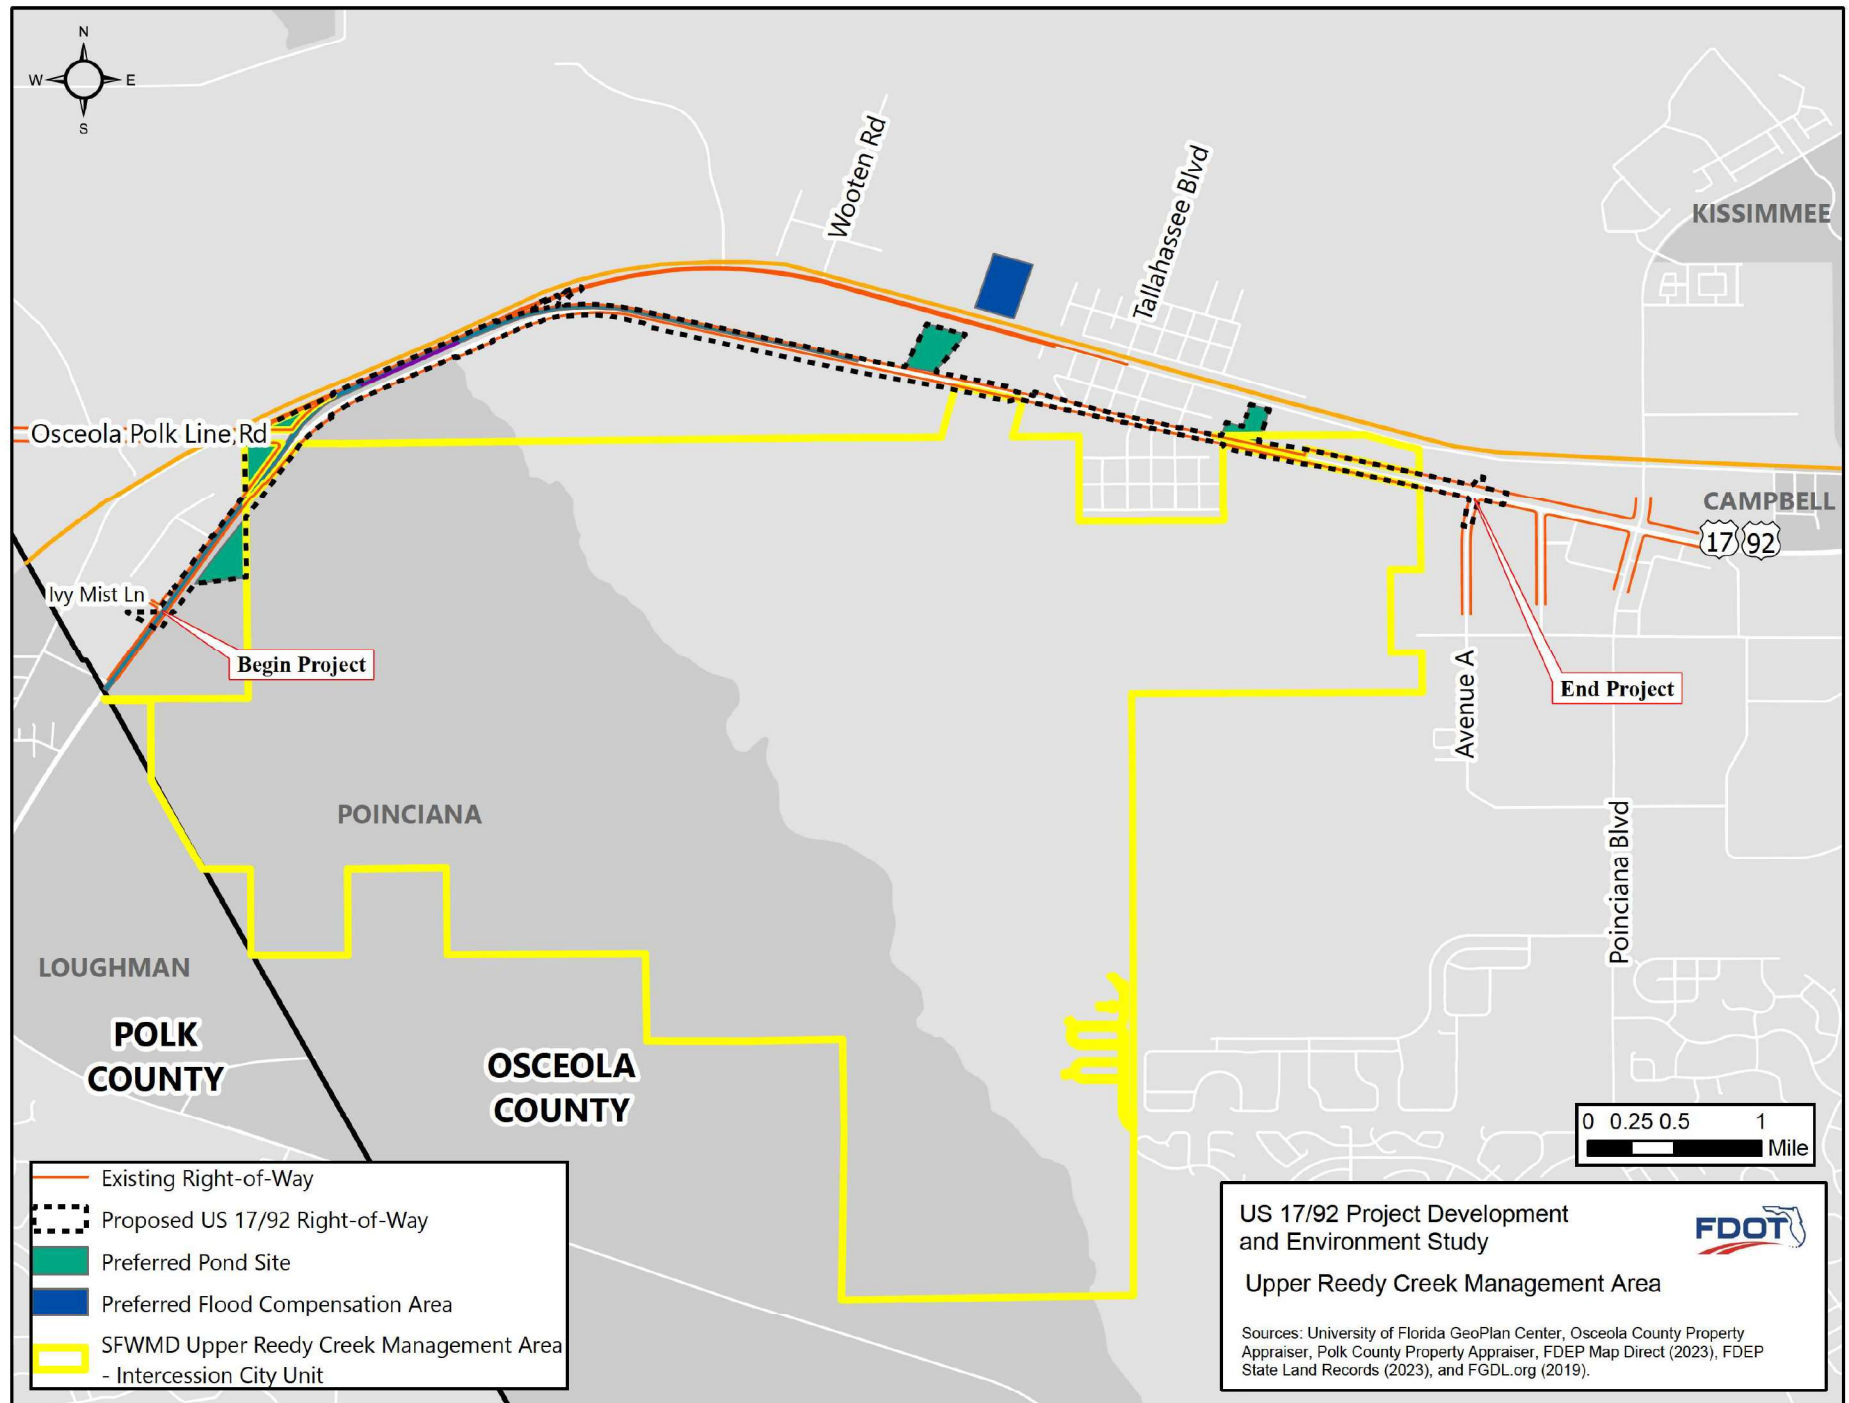 N
W E
S
Wooten Rd
Tallahassee Blvd
KISSIMMEE
Osceola Polk Line Rd
CAMPBELL
17 92
Ivy Mist Ln
Begin Project
End Project
Avenue A
POINCIANA
Poinciana Blvd
LOUGHMAN
POLK
COUNTY
OSCEOLA
COUNTY
0 0.25 0.5 1
Mile
Existing Right-of-Way
Proposed US 17/92 Right-of-Way
Preferred Pond Site
Preferred Flood Compensation Area
SFWMD Upper Reedy Creek Management Area
- Intercession City Unit
US 17/92 Project Development
and Environment Study
FDOT
Upper Reedy Creek Management Area
Sources: University of Florida GeoPlan Center, Osceola County Property
Appraiser, Polk County Property Appraiser, FDEP Map Direct (2023), FDEP
State Land Records (2023), and FGDL.org (2019).